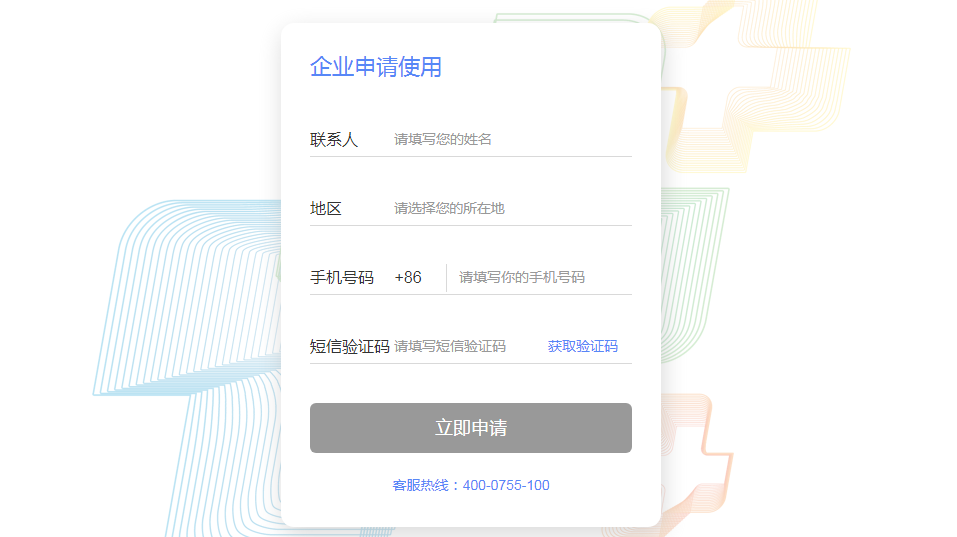 企业申请使用
联系人 请填写您的姓名
地区 请选择您的所在地
手机号码 +86 请填写你的手机号码
短信验证码 请填写短信验证码 获取验证码
立即申请
客服热线：400-0755-100